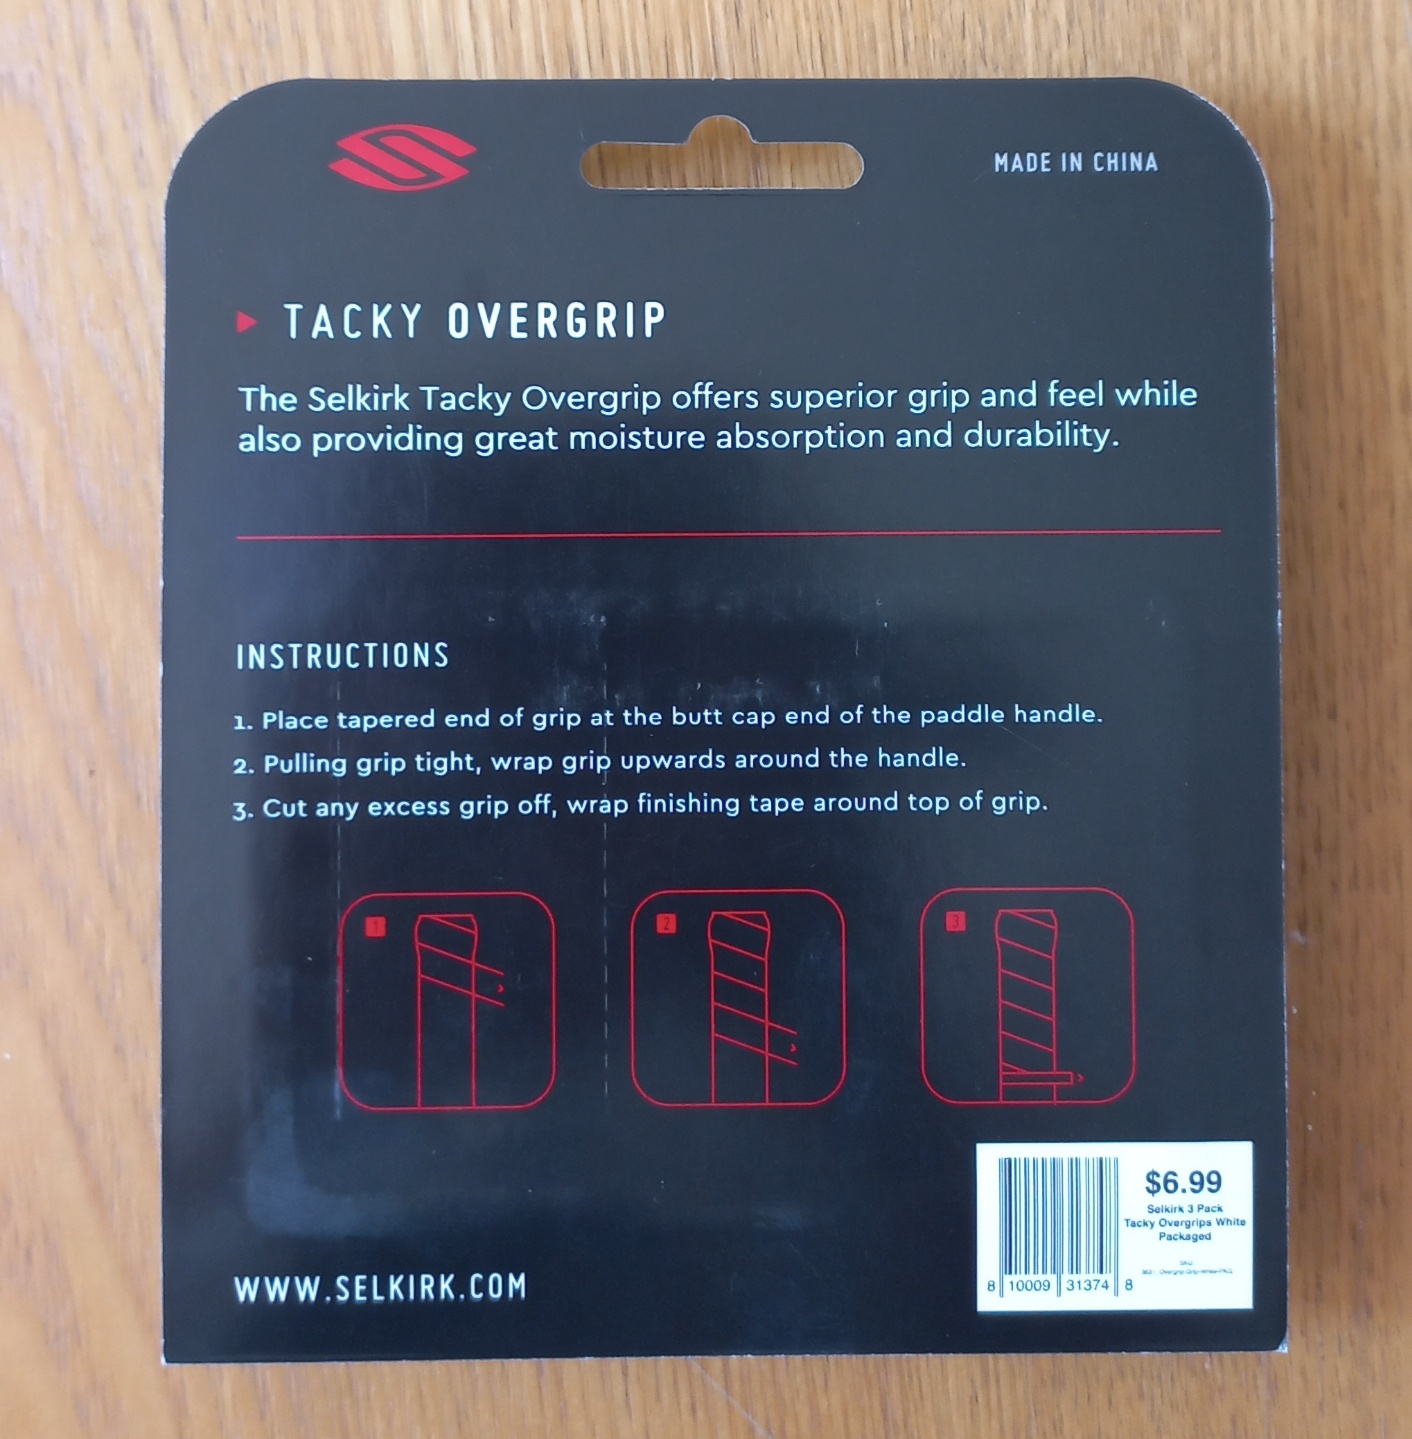 MADE IN CHINA
TACKY OVERGRIP
The Selkirk Tacky Overgrip offers superior grip and feel while
also providing great moisture absorption and durability.
INSTRUCTIONS
1. Place tapered end of grip at the butt cap end of the paddle handle.
2. Pulling grip tight, wrap grip upwards around the handle.
3. Cut any excess grip off, wrap finishing tape around top of grip.
1
2
3
$6.99
Selkirk 3 Pack
Tacky Overgrips White
Packaged
SKU:
8 10009 31374 8
WWW.SELKIRK.COM